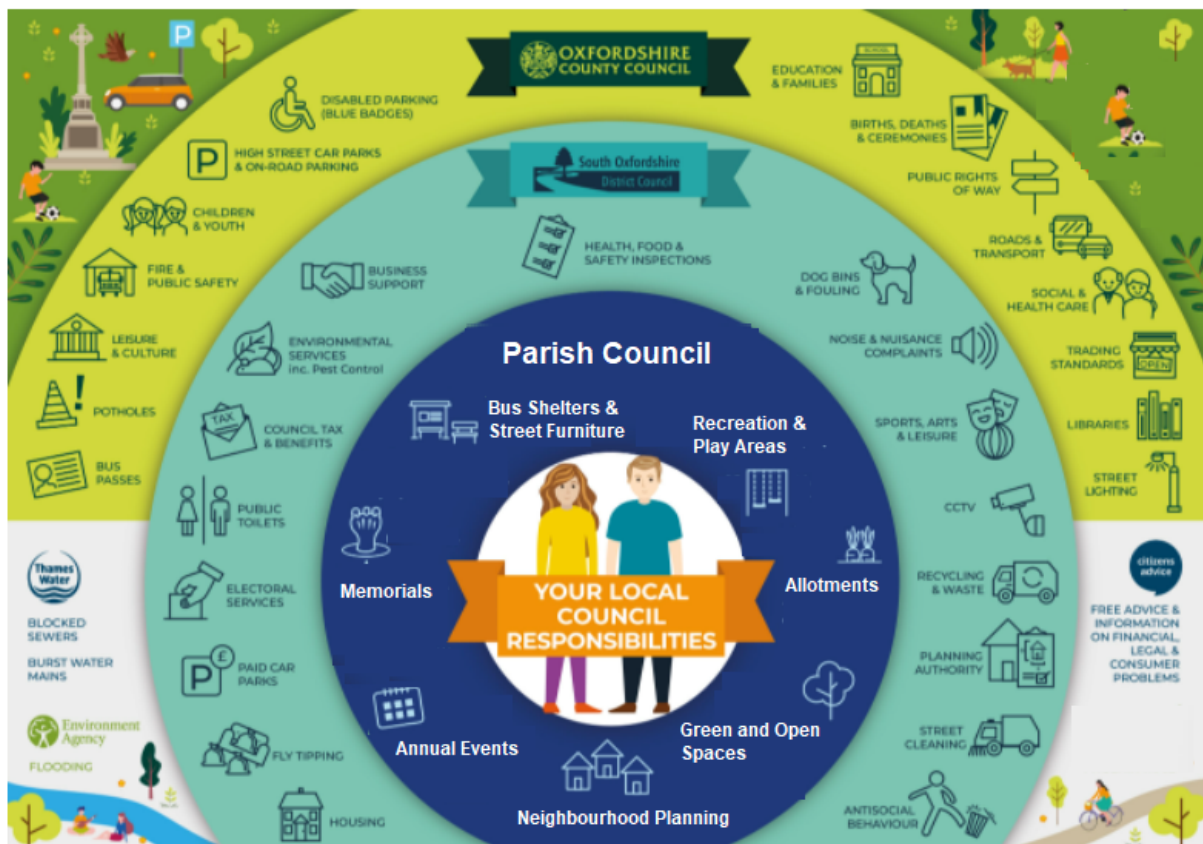 OXFORDSHIRE
COUNTY COUNCIL
P
DISABLED PARKING
(BLUE BADGES)
P
HIGH STREET CAR PARKS
& ON-ROAD PARKING
CHILDREN
& YOUTH
FIRE &
PUBLIC SAFETY
LEISURE
& CULTURE
POTHOLES
BUS
PASSES
SCHOOL
EDUCATION
& FAMILIES
BIRTHS, DEATHS
& CEREMONIES
PUBLIC RIGHTS
OF WAY
ROADS &
TRANSPORT
SOCIAL &
HEALTH CARE
TRADING
STANDARDS
OPEN
LIBRARIES
STREET
LIGHTING
South Oxfordshire
District Council
HEALTH, FOOD &
SAFETY INSPECTIONS
BUSINESS
SUPPORT
ENVIRONMENTAL
SERVICES
inc. Pest Control
TAX
COUNCIL TAX
& BENEFITS
PUBLIC
TOILETS
ELECTORAL
SERVICES
P £
PAID CAR
PARKS
FLY TIPPING
HOUSING
DOG BINS
& FOULING
NOISE & NUISANCE
COMPLAINTS
SPORTS, ARTS
& LEISURE
CCTV
RECYCLING
& WASTE
PLANNING
AUTHORITY
STREET
CLEANING
ANTISOCIAL
BEHAVIOUR
Parish Council
Bus Shelters &
Street Furniture
Recreation &
Play Areas
Memorials
Allotments
Annual Events
Green and Open
Spaces
Neighbourhood Planning
YOUR LOCAL
COUNCIL
RESPONSIBILITIES
Thames
Water
BLOCKED
SEWERS
BURST WATER
MAINS
Environment
Agency
FLOODING
citizens
advice
FREE ADVICE &
INFORMATION
ON FINANCIAL,
LEGAL &
CONSUMER
PROBLEMS